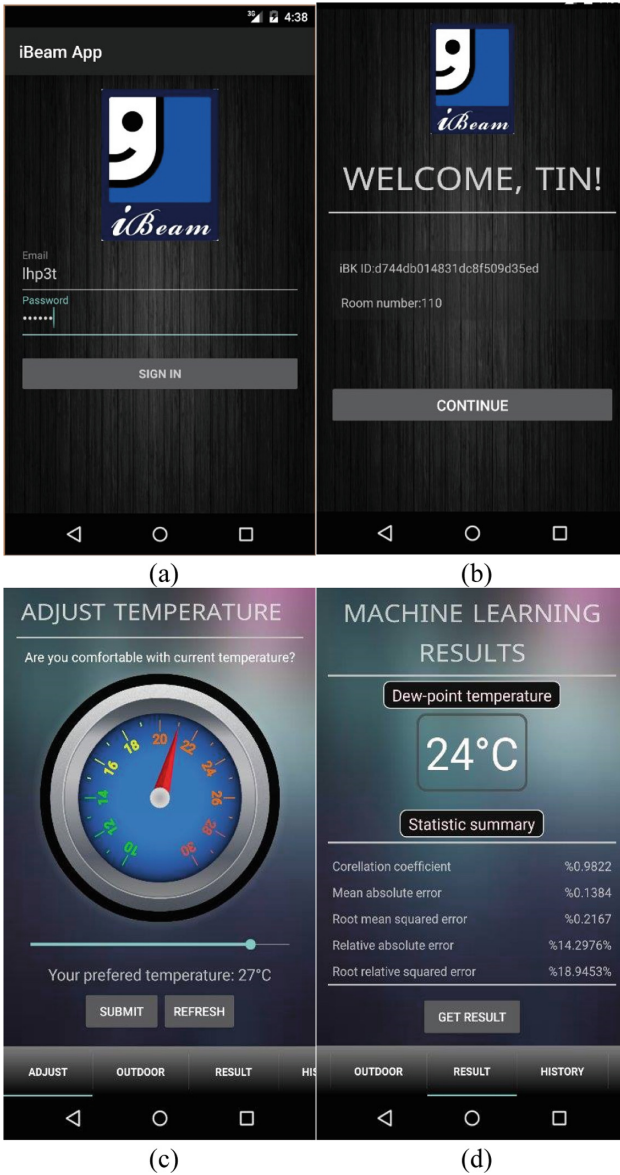 3G 4:38
iBeam App
iBeam
Email
lhp3t
Password
••••••
SIGN IN
(a)
iBeam
WELCOME, TIN!
iBK ID:d744db014831dc8f509d35ed
Room number:110
CONTINUE
(b)
ADJUST TEMPERATURE
Are you comfortable with current temperature?
10 12 14 16 18 20 22 24 26 28 30
Your prefered temperature: 27°C
SUBMIT REFRESH
ADJUST OUTDOOR RESULT HIS
(c)
MACHINE LEARNING
RESULTS
Dew-point temperature
24°C
Statistic summary
Corellation coefficient %0.9822
Mean absolute error %0.1384
Root mean squared error %0.2167
Relative absolute error %14.2976%
Root relative squared error %18.9453%
GET RESULT
OUTDOOR RESULT HISTORY
(d)